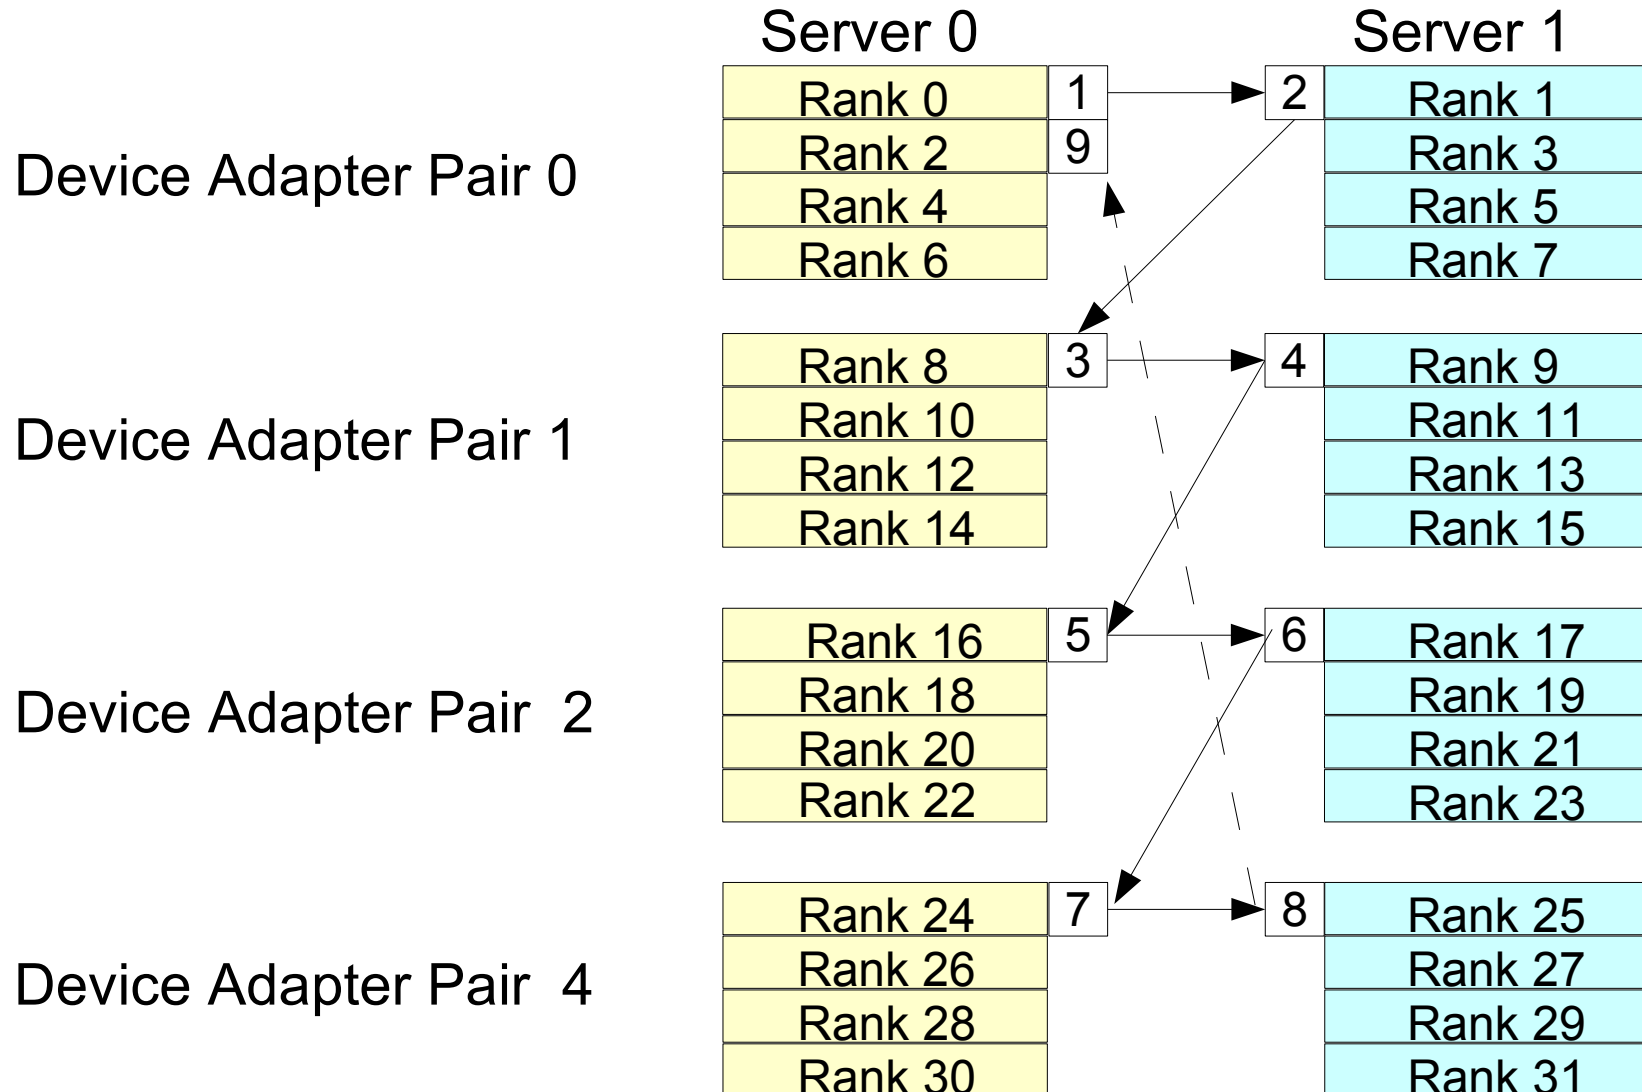 Server 0 Server 1
Rank 0 1 2 Rank 1
Rank 2 9 Rank 3
Device Adapter Pair 0
Rank 4 Rank 5
Rank 6 Rank 7
Rank 8 3 4 Rank 9
Rank 10 Rank 11
Device Adapter Pair 1
Rank 12 Rank 13
Rank 14 Rank 15
Rank 16 5 6 Rank 17
Rank 18 Rank 19
Device Adapter Pair 2
Rank 20 Rank 21
Rank 22 Rank 23
Rank 24 7 8 Rank 25
Rank 26 Rank 27
Device Adapter Pair 4
Rank 28 Rank 29
Rank 30 Rank 31